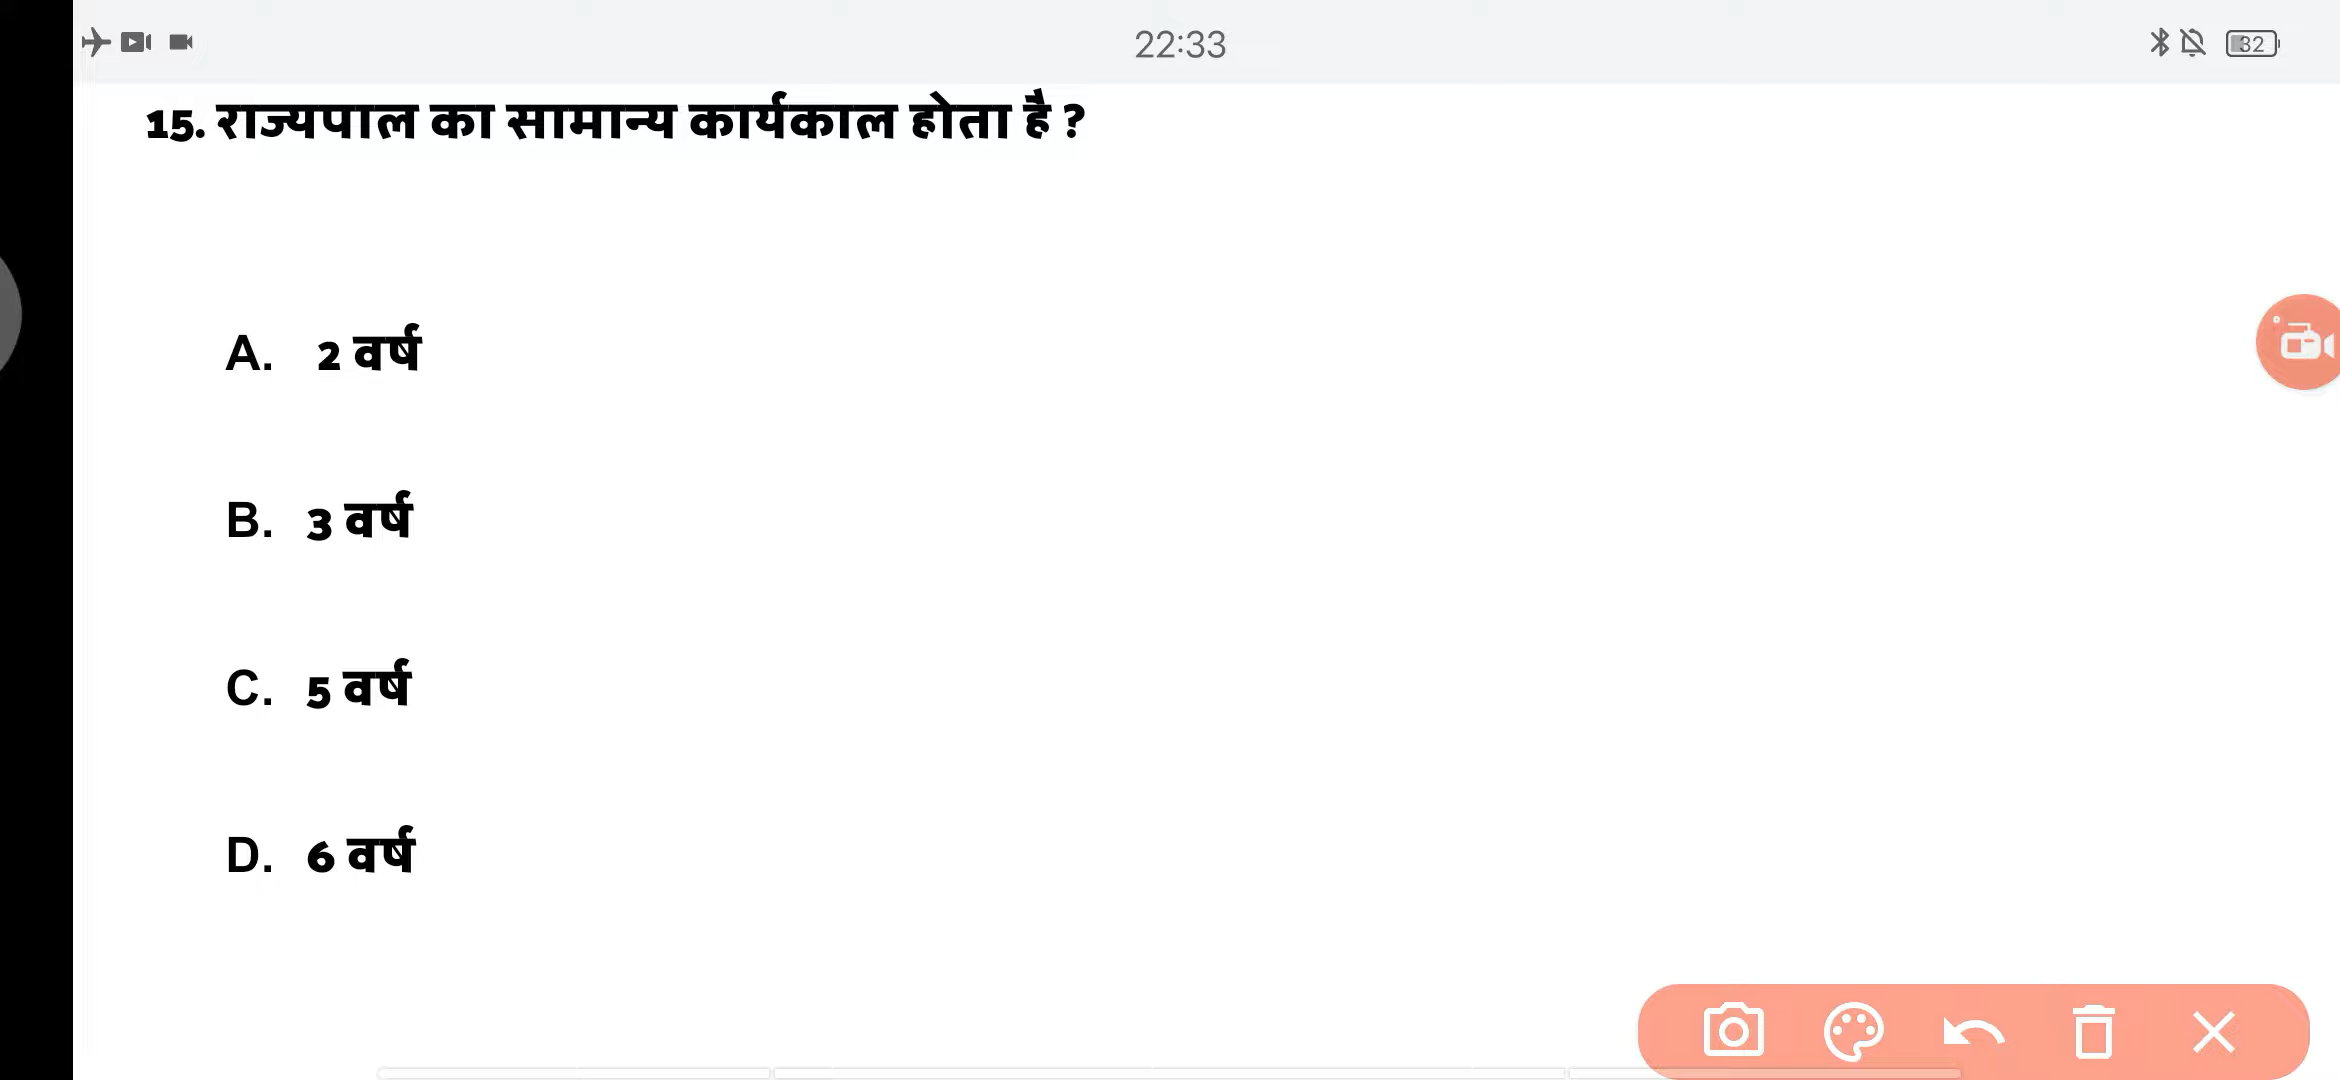 22:33
32
15. राज्यपाल का सामान्य कार्यकाल होता है ?
A. 2 वर्ष
B. 3 वर्ष
C. 5 वर्ष
D. 6 वर्ष